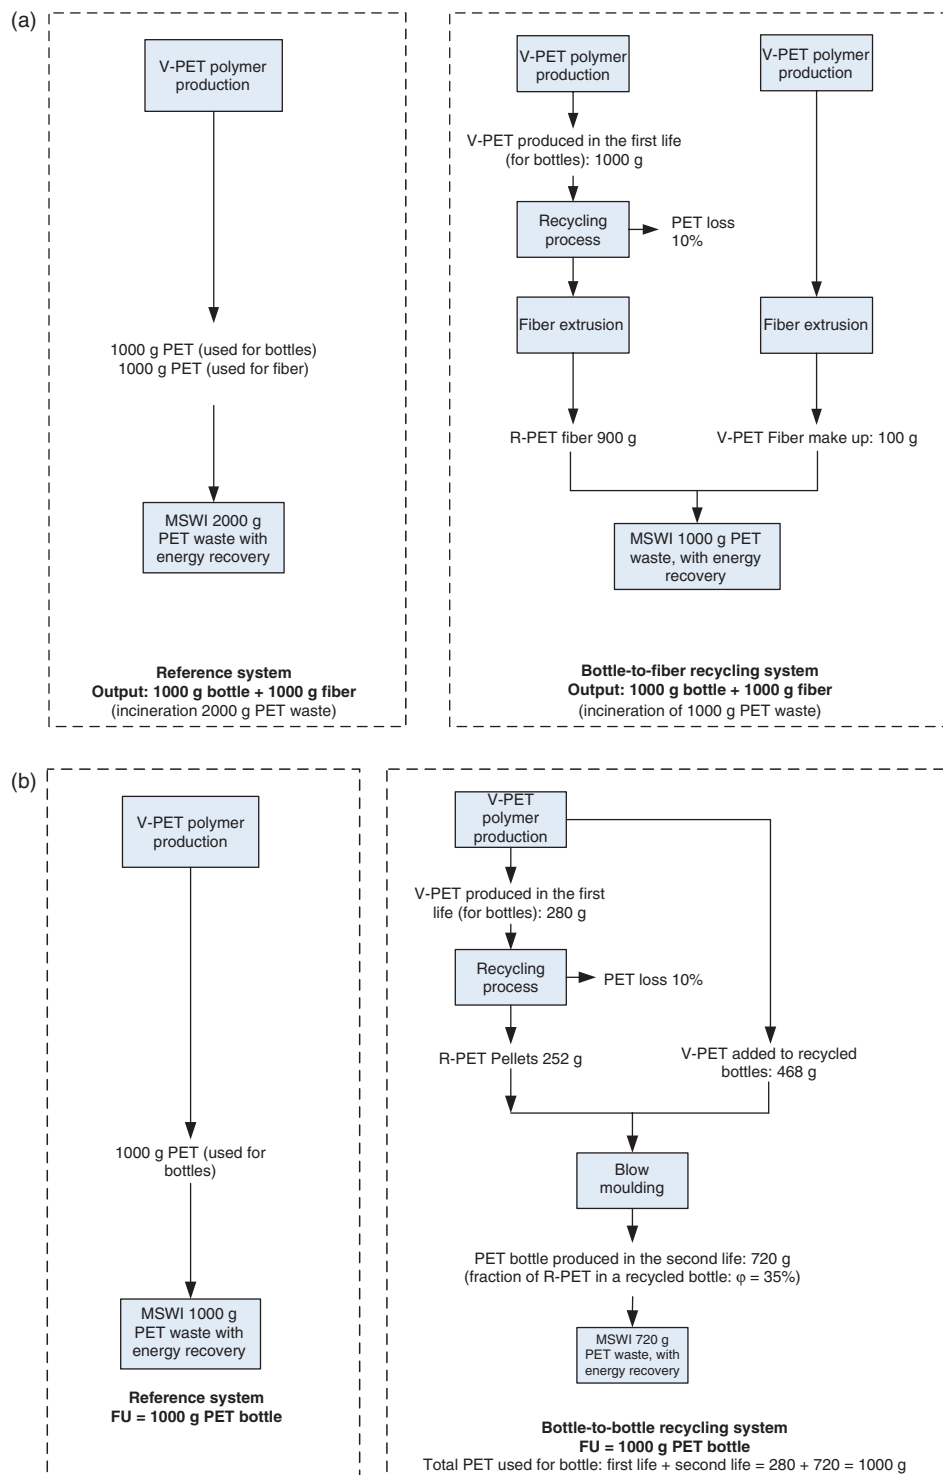 (a)
V-PET polymer
production
1000 g PET (used for bottles)
1000 g PET (used for fiber)
MSWI 2000 g
PET waste with
energy recovery
Reference system
Output: 1000 g bottle + 1000 g fiber
(incineration 2000 g PET waste)
V-PET polymer
production
V-PET produced in the first life
(for bottles): 1000 g
Recycling
process
PET loss
10%
Fiber extrusion
R-PET fiber 900 g
V-PET polymer
production
Fiber extrusion
V-PET Fiber make up: 100 g
MSWI 1000 g PET
waste, with energy
recovery
Bottle-to-fiber recycling system
Output: 1000 g bottle + 1000 g fiber
(incineration of 1000 g PET waste)
(b)
V-PET polymer
production
1000 g PET (used for
bottles)
MSWI 1000 g
PET waste with
energy recovery
Reference system
FU = 1000 g PET bottle
V-PET
polymer
production
V-PET produced in the first
life (for bottles): 280 g
Recycling
process
PET loss 10%
R-PET Pellets 252 g
V-PET added to recycled
bottles: 468 g
Blow
moulding
PET bottle produced in the second life: 720 g
(fraction of R-PET in a recycled bottle: φ = 35%)
MSWI 720 g
PET waste, with
energy recovery
Bottle-to-bottle recycling system
FU = 1000 g PET bottle
Total PET used for bottle: first life + second life = 280 + 720 = 1000 g